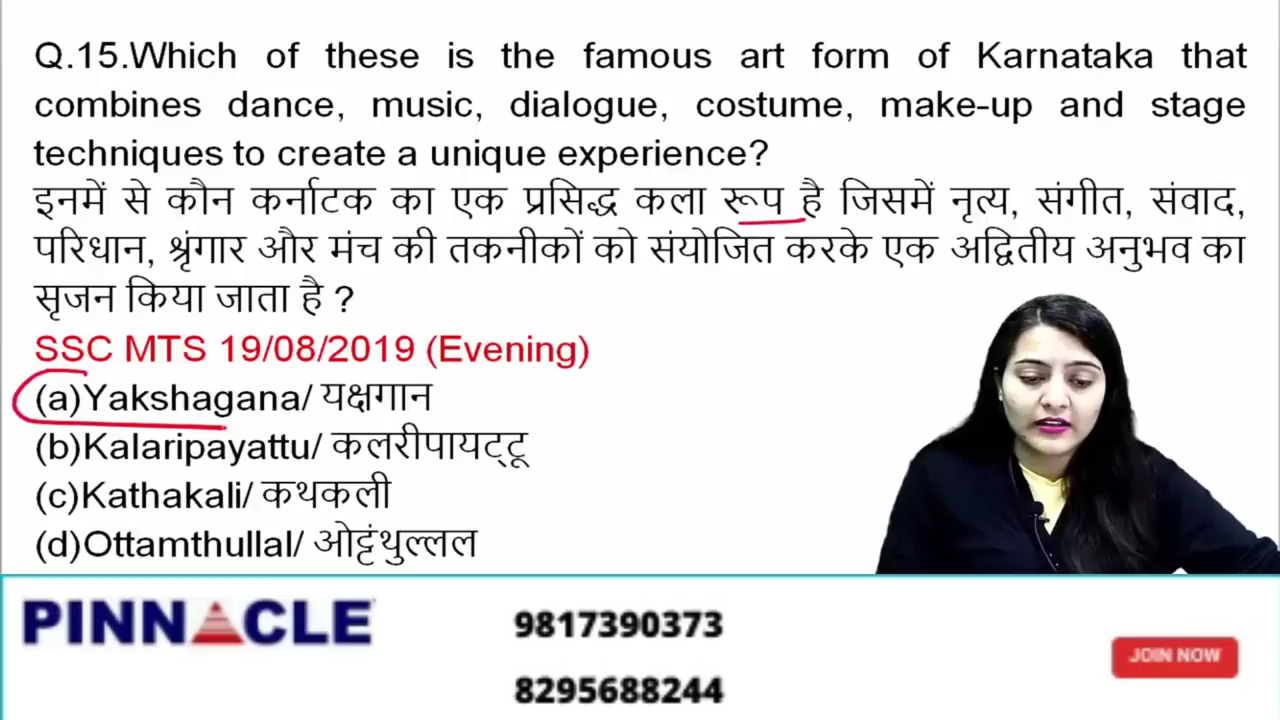 Q.15.Which of these is the famous art form of Karnataka that
combines dance, music, dialogue, costume, make-up and stage
techniques to create a unique experience?
इनमें से कौन कर्नाटक का एक प्रसिद्ध कला रूप है जिसमें नृत्य, संगीत, संवाद,
परिधान, श्रृंगार और मंच की तकनीकों को संयोजित करके एक अद्वितीय अनुभव का
सृजन किया जाता है ?
SSC MTS 19/08/2019 (Evening)
(a)Yakshagana/ यक्षगान
(b)Kalaripayattu/ कलरीपायट्टू
(c)Kathakali/ कथकली
(d)Ottamthullal/ ओट्टंथुल्लल
PINNACLE
9817390373
8295688244
JOIN NOW